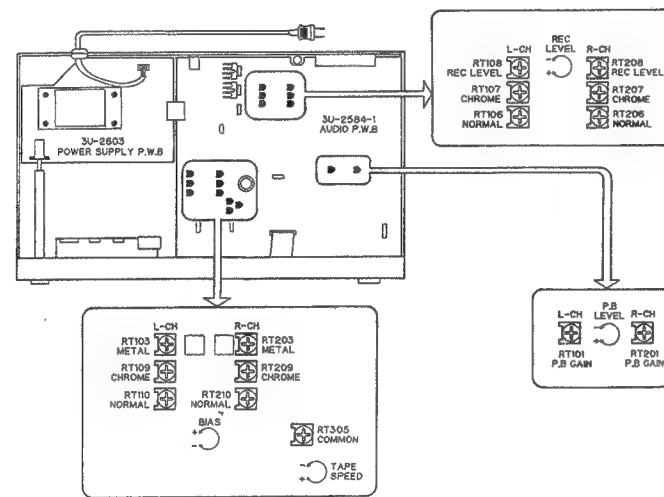 L-CH
REC LEVEL
R-CH
RT108 REC LEVEL
RT208 REC LEVEL
RT107 CHROME
RT207 CHROME
RT106 NORMAL
RT206 NORMAL
3U-2603
POWER SUPPLY P.W.B
3U-2584-1
AUDIO P.W.B
L-CH
P.B LEVEL
R-CH
RT101 P.B GAIN
RT201 P.B GAIN
L-CH
R-CH
RT103 METAL
RT203 METAL
RT109 CHROME
RT209 CHROME
RT110 NORMAL
RT210 NORMAL
BIAS
RT305 COMMON
TAPE SPEED